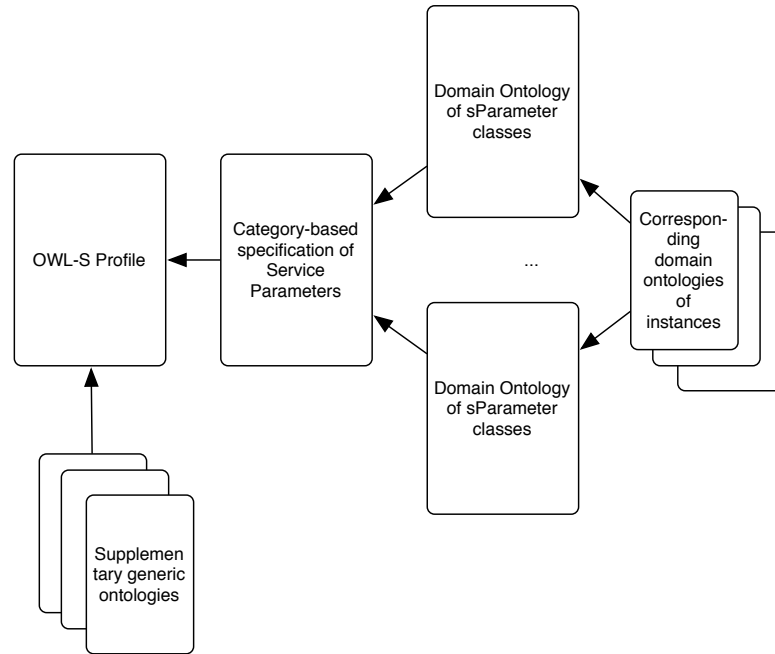 Domain Ontology
of sParameter
classes
OWL-S Profile
Category-based
specification of
Service
Parameters
...
Correspon-
ding
domain
ontologies
of
instances
Domain Ontology
of sParameter
classes
Supplemen
tary generic
ontologies